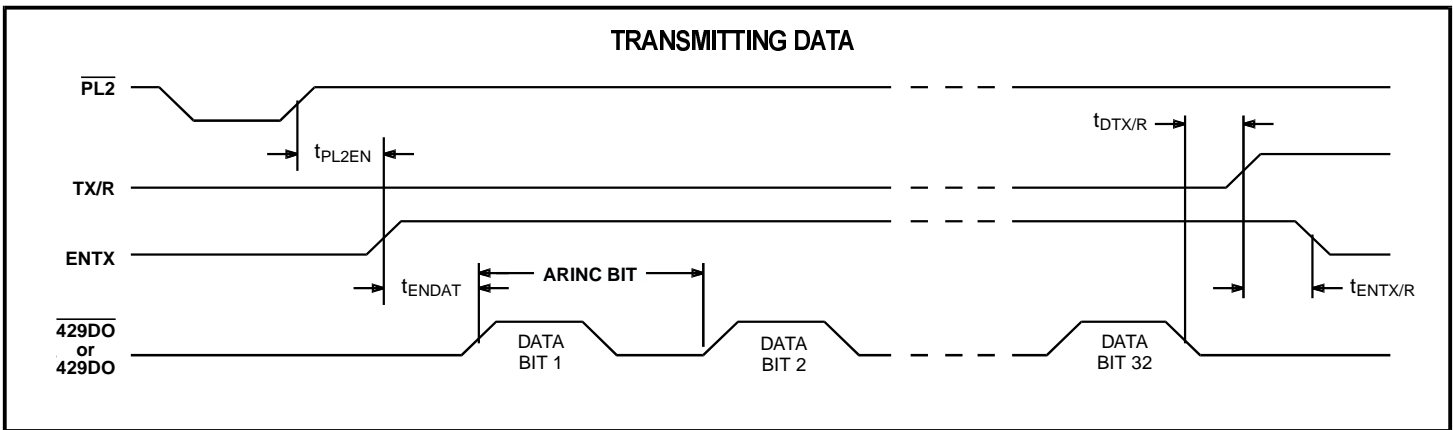 TRANSMITTING DATA
PL2
tDTX/R
tPL2EN
TX/R
ENTX
ARINC BIT
tENDAT
tENTX/R
429DO
or
429DO
DATA
BIT 1
DATA
BIT 2
DATA
BIT 32